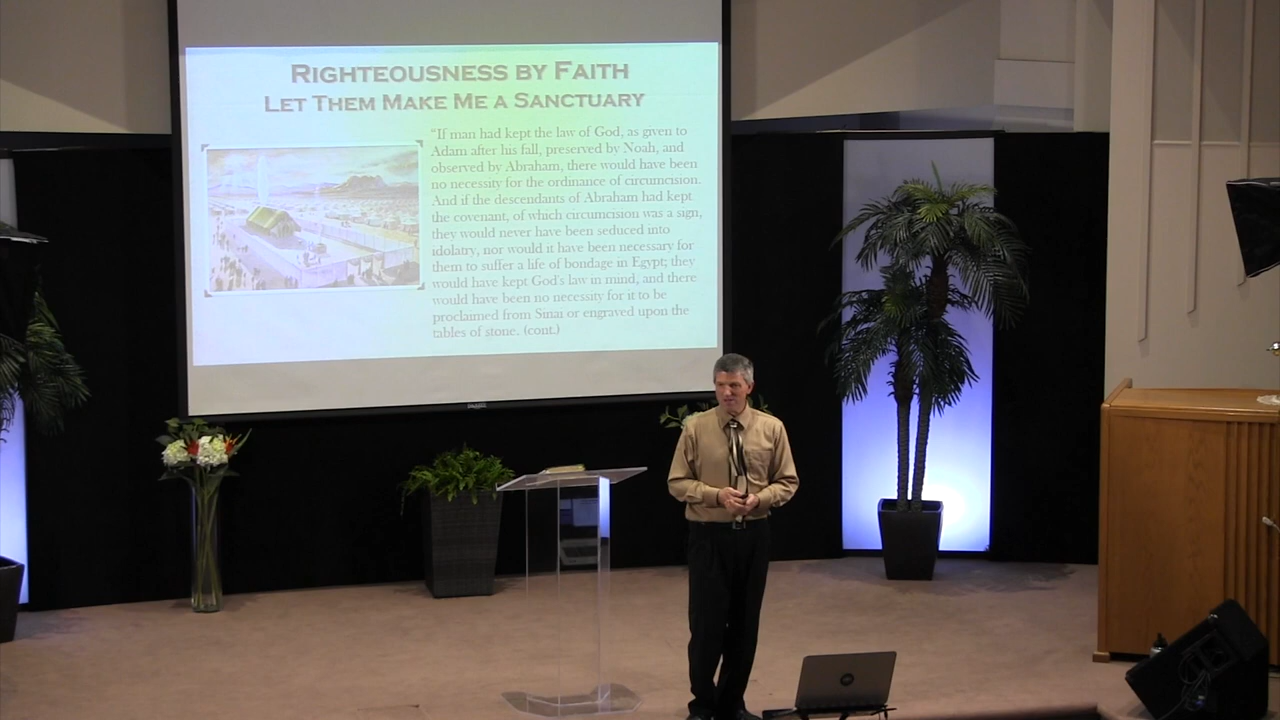 RIGHTEOUSNESS BY FAITH
LET THEM MAKE ME A SANCTUARY
"If man had kept the law of God, as given to
Adam after his fall, preserved by Noah, and
observed by Abraham, there would have been
no necessity for the ordinance of circumcision.
And if the descendants of Abraham had kept
the covenant, of which circumcision was a sign,
they would never have been seduced into
idolatry, nor would it have been necessary for
them to suffer a life of bondage in Egypt; they
would have kept God's law in mind, and there
would have been no necessity for it to be
proclaimed from Sinai or engraved upon the
tables of stone. (cont.)